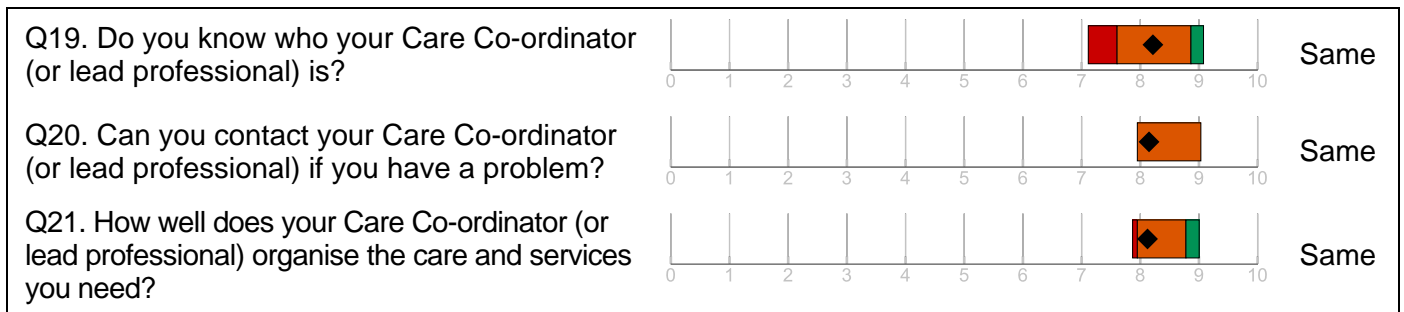 Q19. Do you know who your Care Co-ordinator
(or lead professional) is?
0 1 2 3 4 5 6 7 8 9 10
Same
Q20. Can you contact your Care Co-ordinator
(or lead professional) if you have a problem?
0 1 2 3 4 5 6 7 8 9 10
Same
Q21. How well does your Care Co-ordinator (or
lead professional) organise the care and services
you need?
0 1 2 3 4 5 6 7 8 9 10
Same